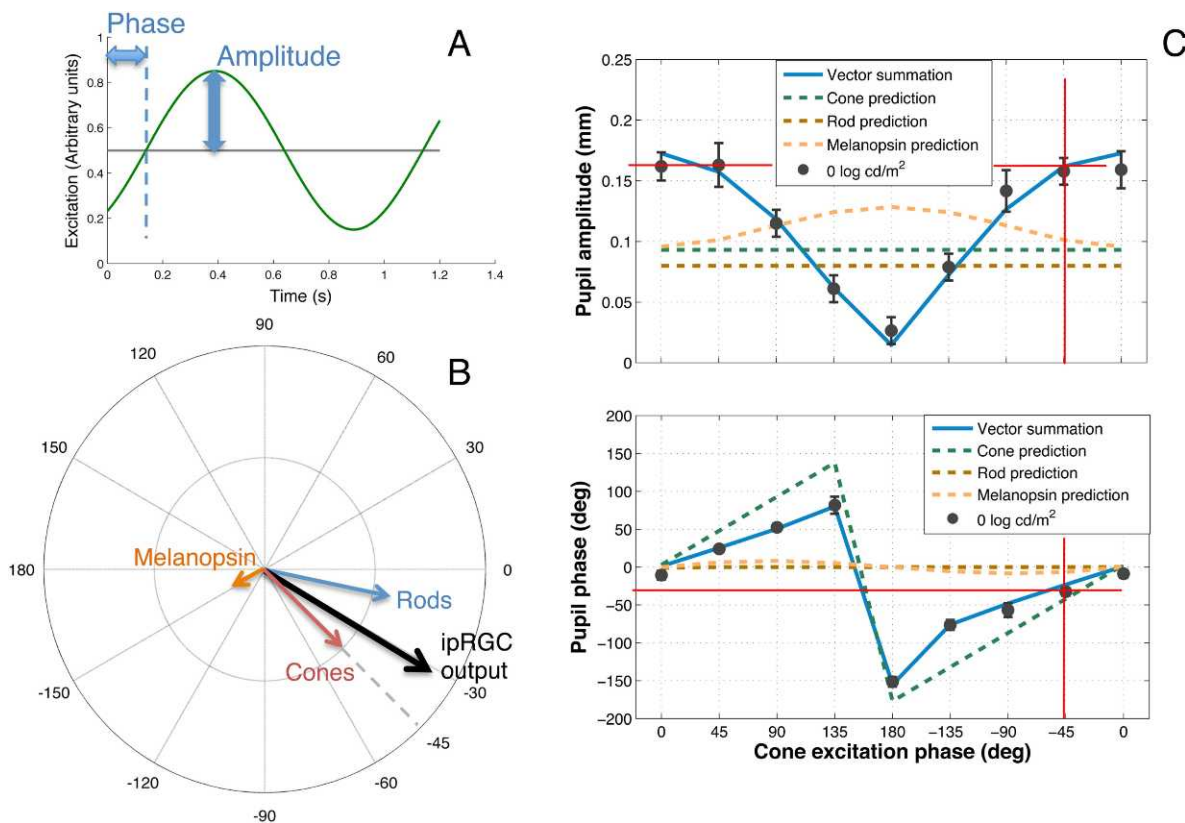 A
Phase
Amplitude
Excitation (Arbitrary units)
1
0.8
0.6
0.4
0.2
0
0 0.2 0.4 0.6 0.8 1 1.2 1.4
Time (s)
B
90
120 60
150 30
180 0
-150 -30
-45
-120 -60
-90
Melanopsin
Rods
ipRGC
output
Cones
C
Pupil amplitude (mm)
0.25
0.2
0.15
0.1
0.05
0
Vector summation
Cone prediction
Rod prediction
Melanopsin prediction
0 log cd/m²
Pupil phase (deg)
200
150
100
50
0
−50
−100
−150
−200
Vector summation
Cone prediction
Rod prediction
Melanopsin prediction
0 log cd/m²
0 45 90 135 180 −135 −90 −45 0
Cone excitation phase (deg)